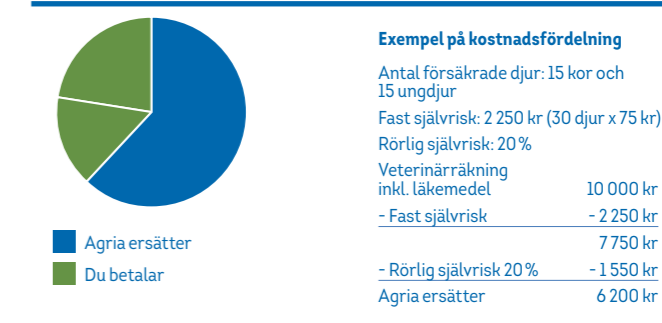 Exempel på kostnadsfördelning
Antal försäkrade djur: 15 kor och
15 ungdjur
Fast självrisk: 2 250 kr (30 djur x 75 kr)
Rörlig självrisk: 20 %
Veterinärräkning
inkl. läkemedel 10 000 kr
- Fast självrisk - 2 250 kr
7 750 kr
- Rörlig självrisk 20 % - 1 550 kr
Agria ersätter 6 200 kr
Agria ersätter
Du betalar